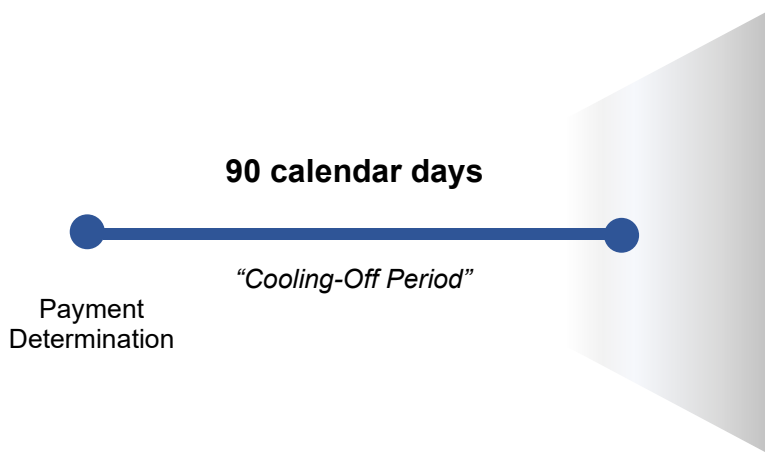 90 calendar days
“Cooling-Off Period”
Payment
Determination